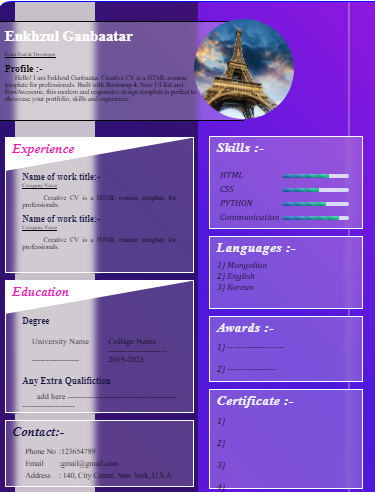 Enkhzul Ganbaatar
Front-End & Developer
Profile :-
Hello! I am Enkhzul Ganbaatar. Creative CV is a HTML resume
template for professionals. Built with Bootstrap 4, Now UI Kit and
FontAwesome, this modern and responsive design template is perfect to
showcase your portfolio, skills and experience.
Experience
Name of work title:-
Company Name
Creative CV is a HTML resume template for
professionals.
Name of work title:-
Company Name
Creative CV is a HTML resume template for
professionals.
Education
Degree
University Name
Collage Name
--------------------
-----------------
2019-2023
Any Extra Qualifiction
add here -------------------------------------
-------------------
Contact:-
Phone No :123654789
Email :gmail@gmail.com
Address : 140, City Center, New York, U.S.A
Skills :-
HTML
CSS
PYTHON
Communication
Languages :-
1) Mongolian
2) English
3) Korean
Awards :-
1) -------------------
2) ----------------
Certificate :-
1)
2)
3)
4)